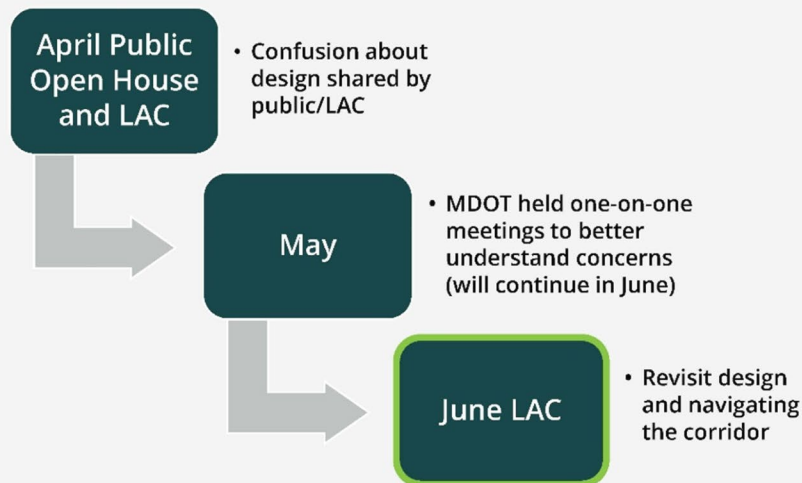 April Public
Open House
and LAC
• Confusion about
design shared by
public/LAC
May
• MDOT held one-on-one
meetings to better
understand concerns
(will continue in June)
June LAC
• Revisit design
and navigating
the corridor